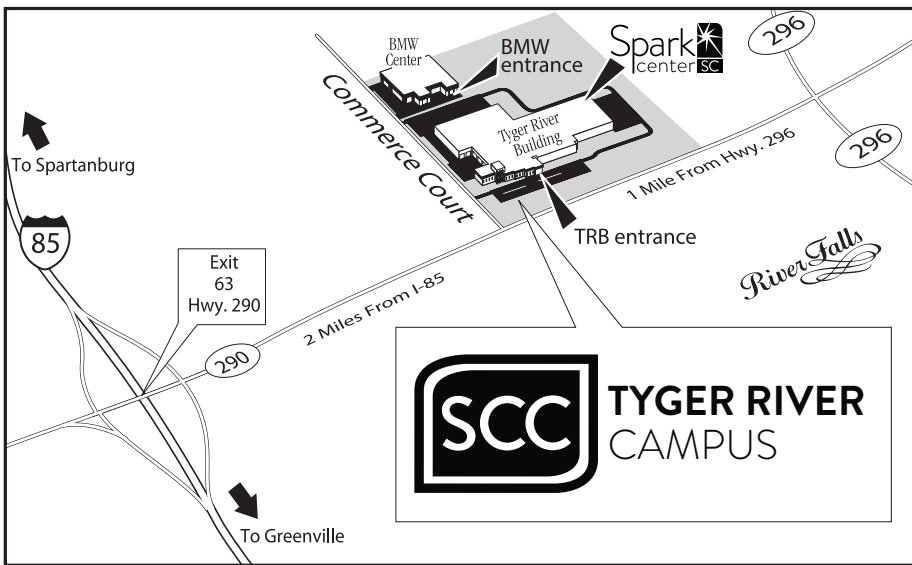 BMW
Center
BMW
entrance
Spark
center SC
296
Commerce Court
Tyger River
Building
296
To Spartanburg
1 Mile From Hwy. 296
85
TRB entrance
River Falls
Exit
63
Hwy. 290
2 Miles From I-85
290
SCC
TYGER RIVER
CAMPUS
To Greenville